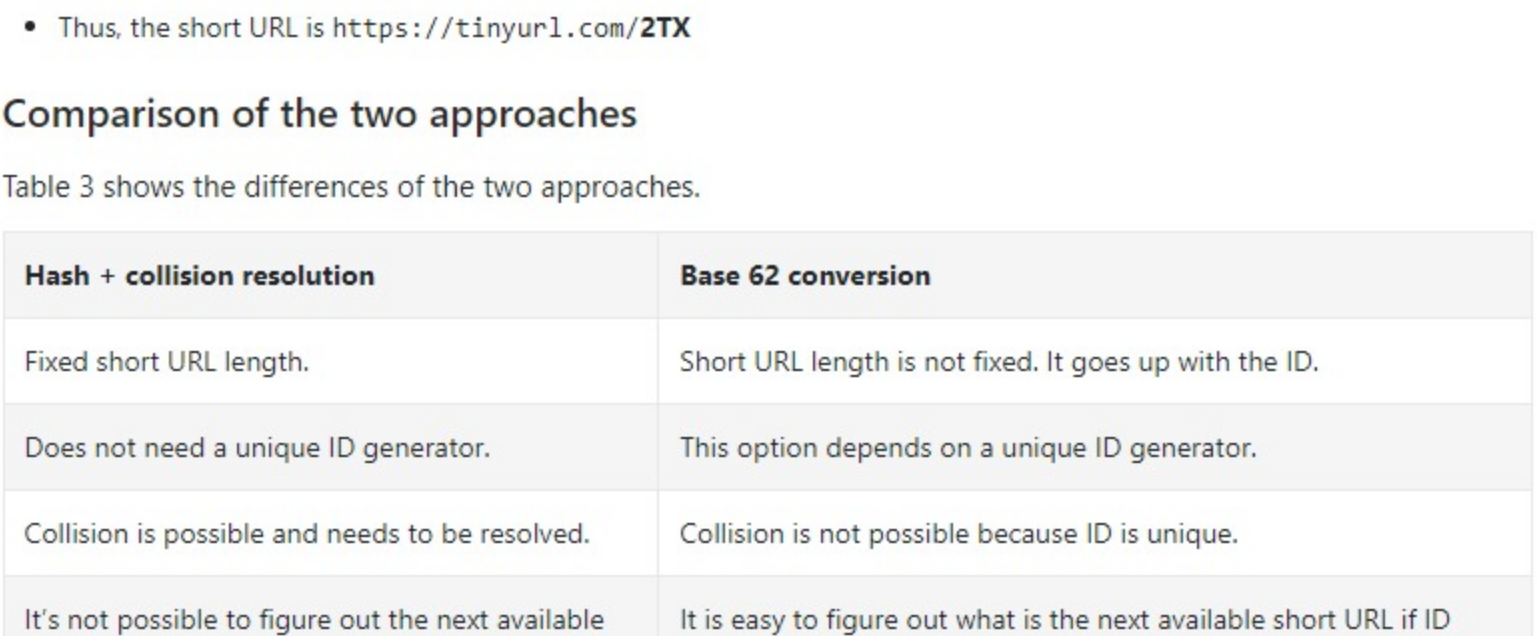 • Thus, the short URL is https://tinyurl.com/2TX
Comparison of the two approaches
Table 3 shows the differences of the two approaches.
Hash + collision resolution
Base 62 conversion
Fixed short URL length.
Short URL length is not fixed. It goes up with the ID.
Does not need a unique ID generator.
This option depends on a unique ID generator.
Collision is possible and needs to be resolved.
Collision is not possible because ID is unique.
It’s not possible to figure out the next available
It is easy to figure out what is the next available short URL if ID